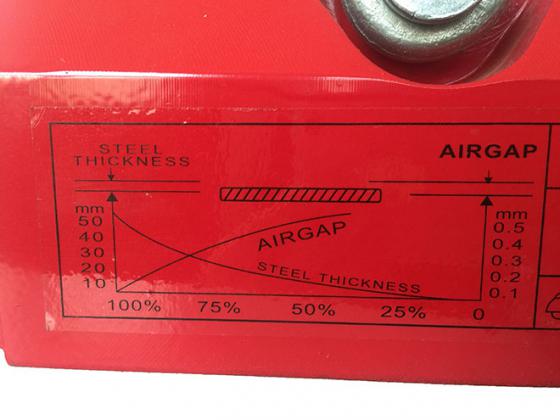 STEEL
THICKNESS
AIRGAP
mm
50
40
30
20
10
AIRGAP
STEEL THICKNESS
mm
0.5
0.4
0.3
0.2
0.1
100% 75% 50% 25% 0